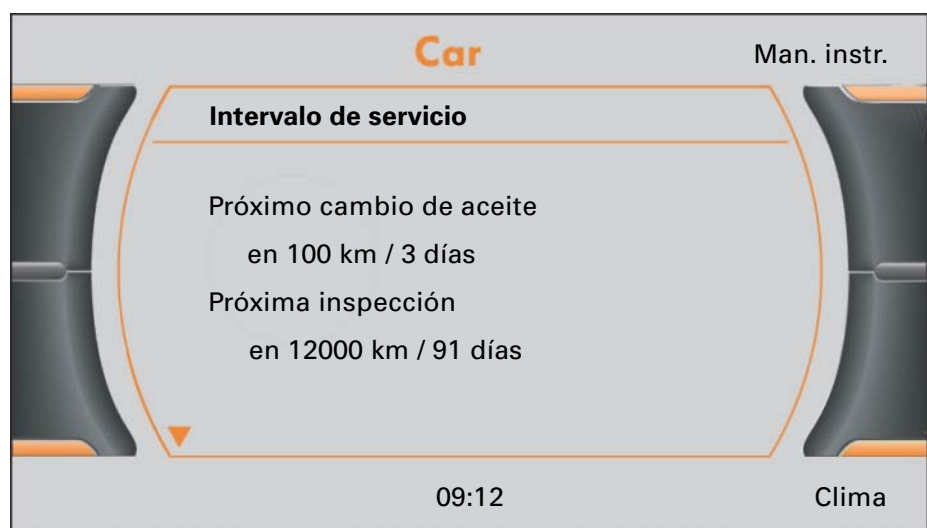 Car
Man. instr.
Intervalo de servicio
Próximo cambio de aceite
en 100 km / 3 días
Próxima inspección
en 12000 km / 91 días
09:12
Clima